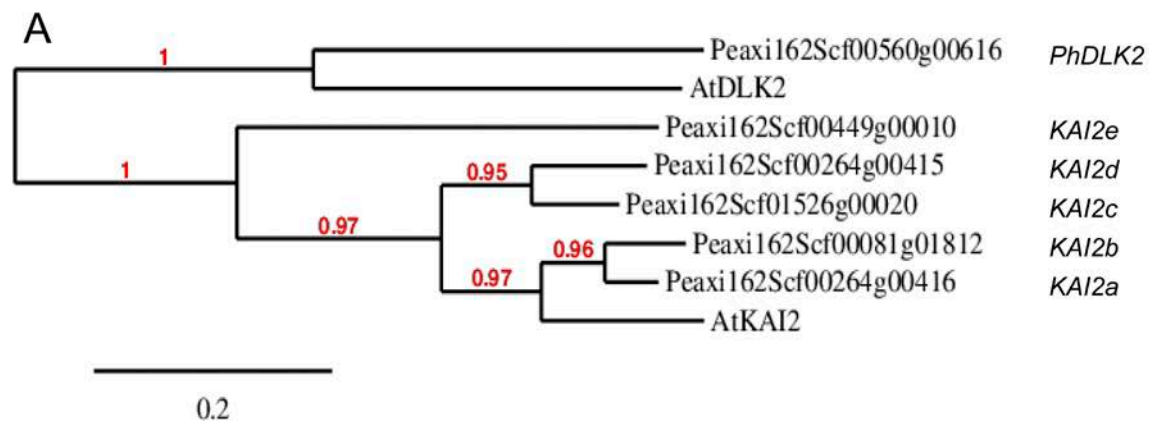 A
1
Peaxi162Scf00560g00616 PhDLK2
AtDLK2
Peaxi162Scf00449g00010 KAI2e
1
0.95
Peaxi162Scf00264g00415 KAI2d
Peaxi162Scf01526g00020 KAI2c
0.97
0.96
Peaxi162Scf00081g01812 KAI2b
0.97
Peaxi162Scf00264g00416 KAI2a
AtKAI2
0.2